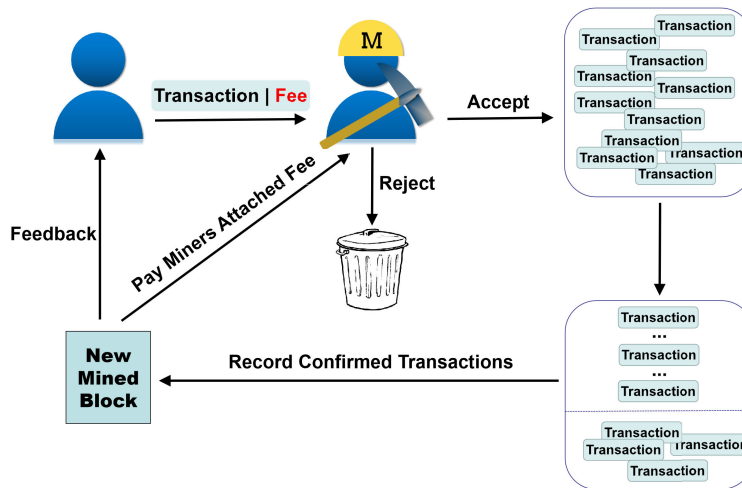 M
Transaction | Fee
Accept
Transaction
Transaction
Transaction
Transaction
Transaction
Transaction
Transaction
Transaction
Transaction
Transaction
Transaction
Reject
Pay Miners Attached Fee
Feedback
New
Mined
Block
Record Confirmed Transactions
Transaction
...
Transaction
...
Transaction
Transaction
Transaction
Transaction
Transaction